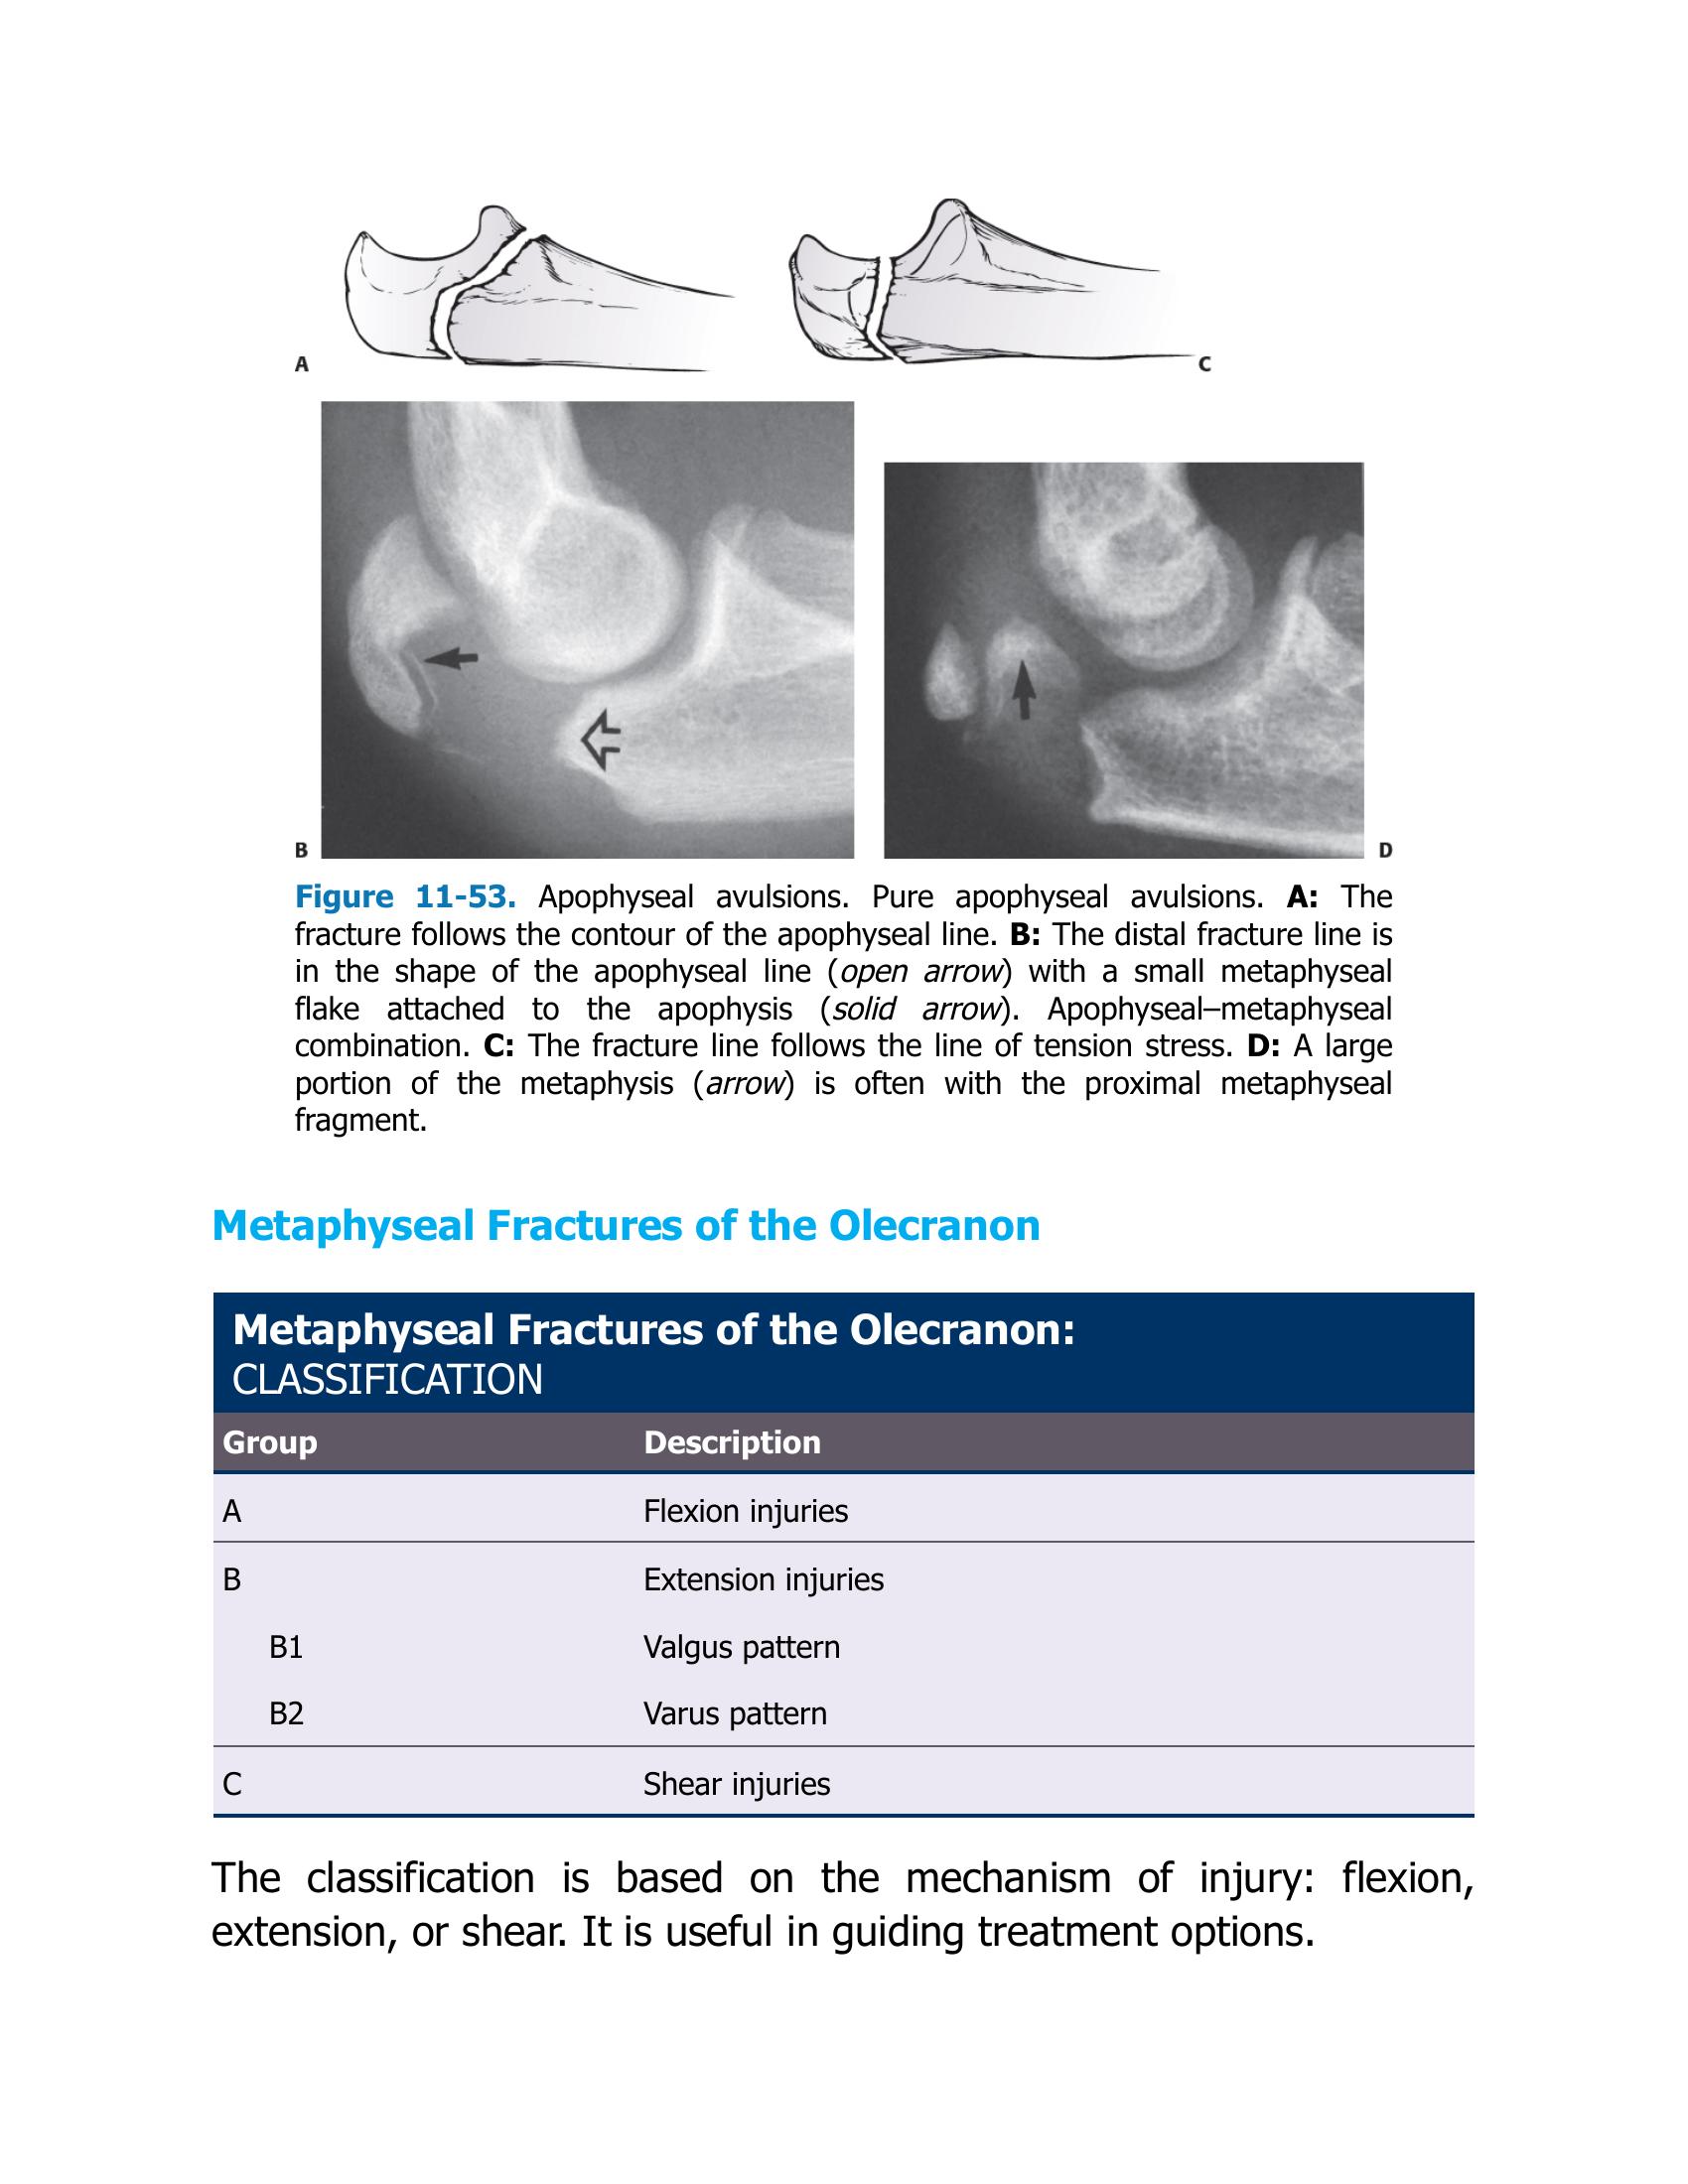 A
C
B
D
Figure 11-53. Apophyseal avulsions. Pure apophyseal avulsions. A: The
fracture follows the contour of the apophyseal line. B: The distal fracture line is
in the shape of the apophyseal line (open arrow) with a small metaphyseal
flake attached to the apophysis (solid arrow). Apophyseal–metaphyseal
combination. C: The fracture line follows the line of tension stress. D: A large
portion of the metaphysis (arrow) is often with the proximal metaphyseal
fragment.
Metaphyseal Fractures of the Olecranon
Metaphyseal Fractures of the Olecranon:
CLASSIFICATION
Group Description
A Flexion injuries
B Extension injuries
B1 Valgus pattern
B2 Varus pattern
C Shear injuries
The classification is based on the mechanism of injury: flexion,
extension, or shear. It is useful in guiding treatment options.